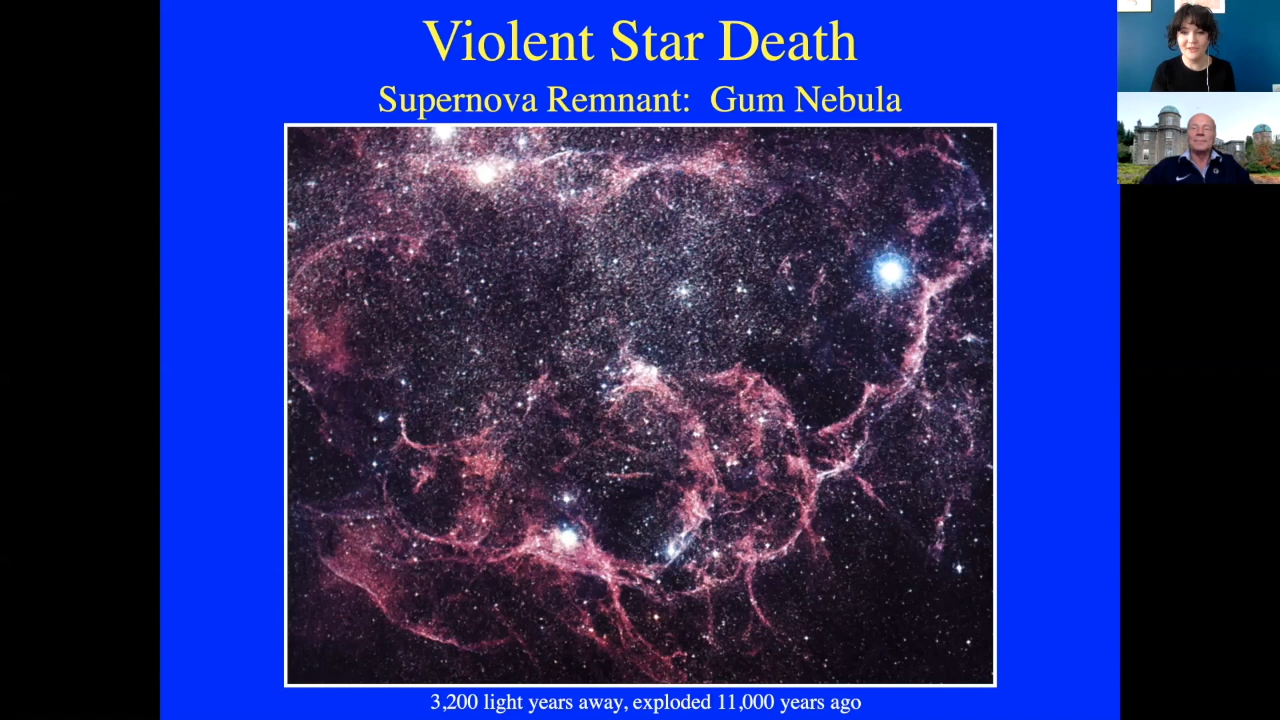 Violent Star Death
Supernova Remnant: Gum Nebula
3,200 light years away, exploded 11,000 years ago